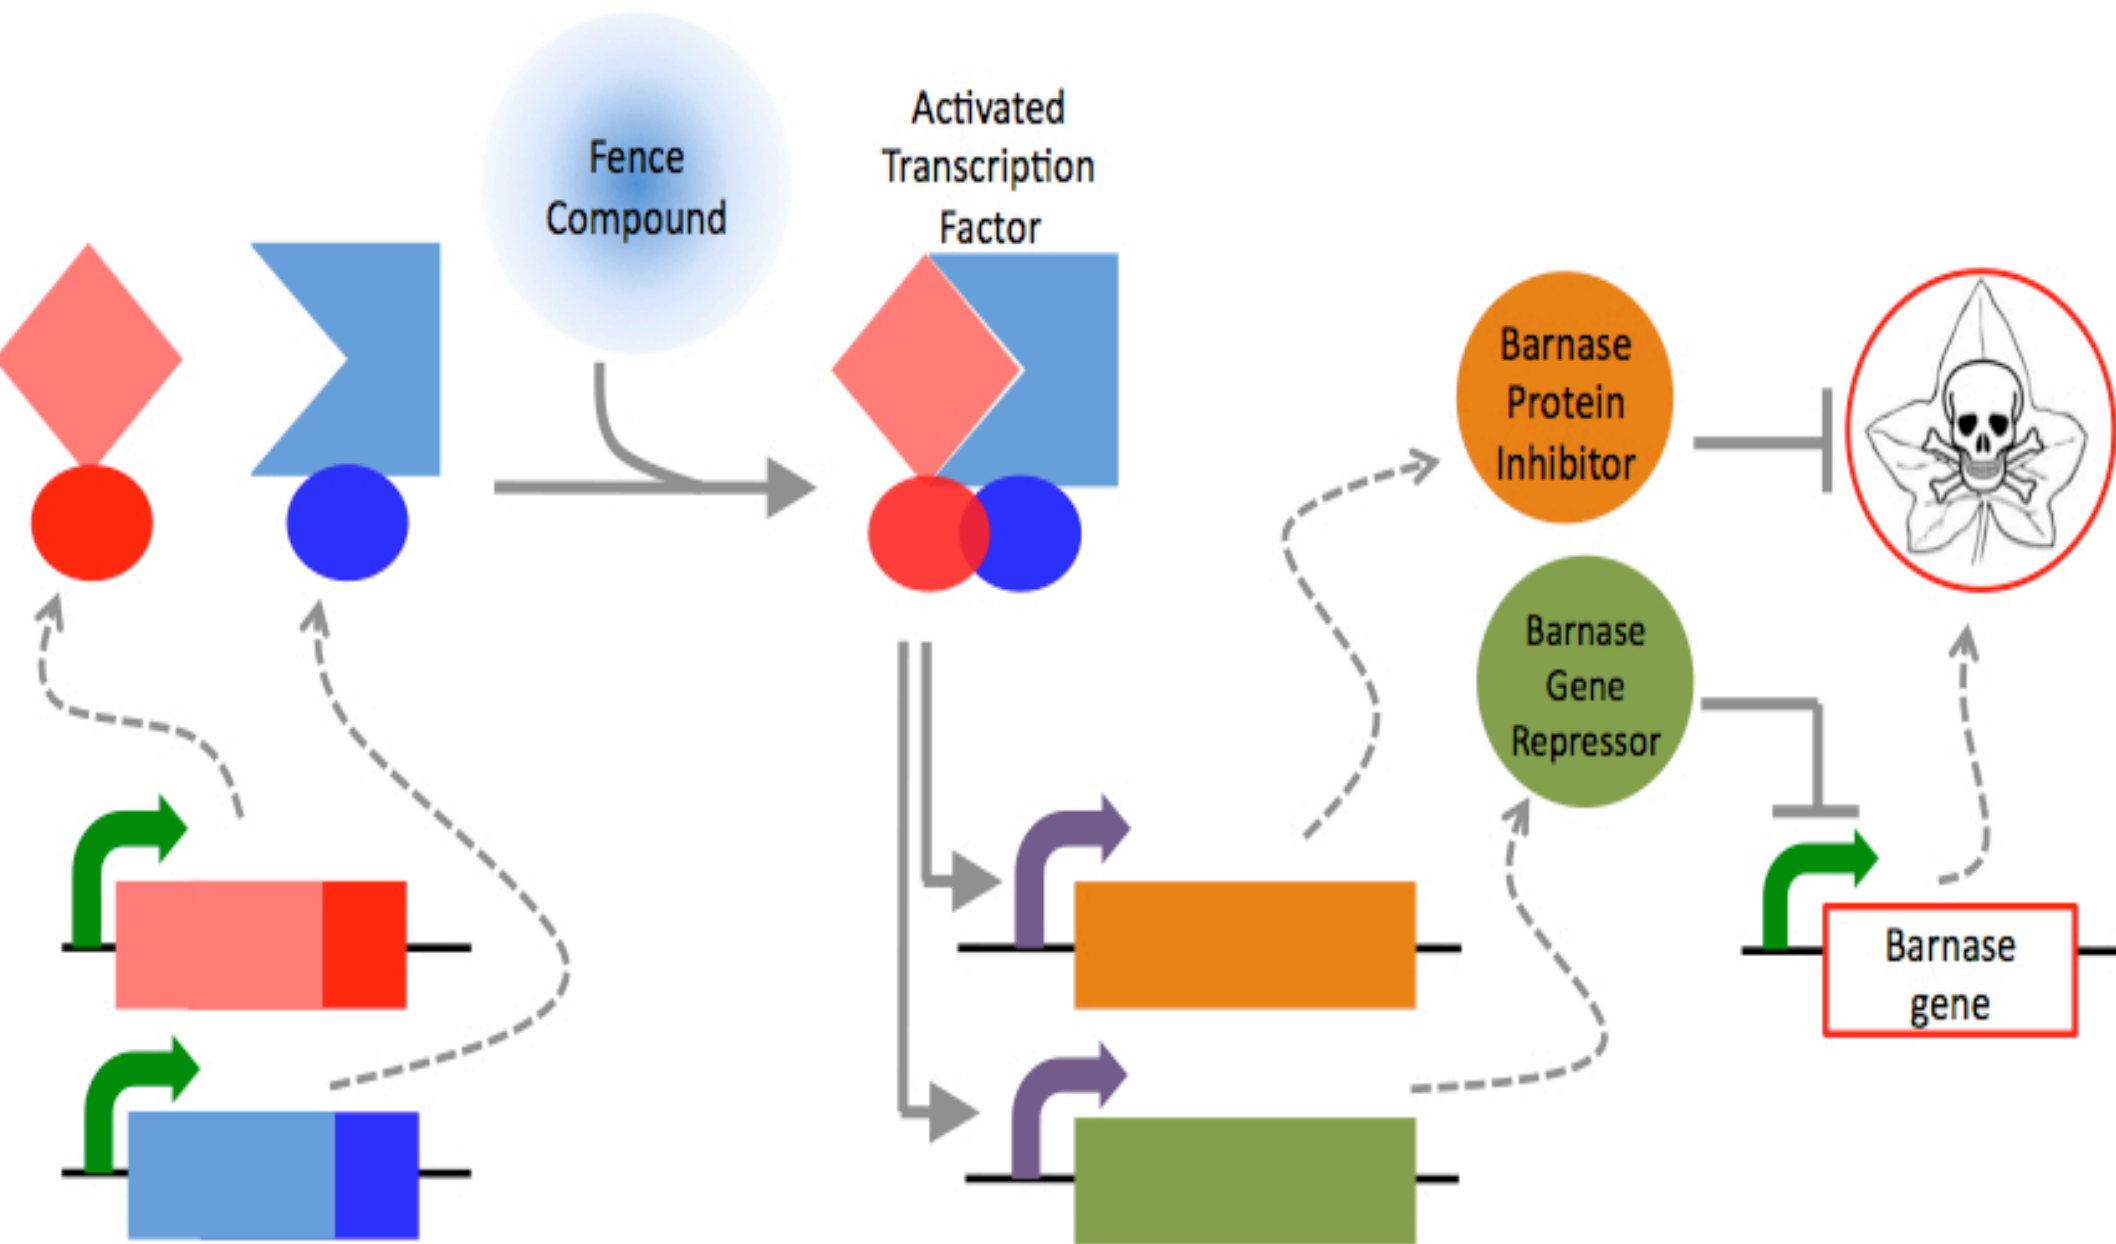 Fence
Compound
Activated
Transcription
Factor
Barnase
Protein
Inhibitor
Barnase
Gene
Repressor
Barnase
gene